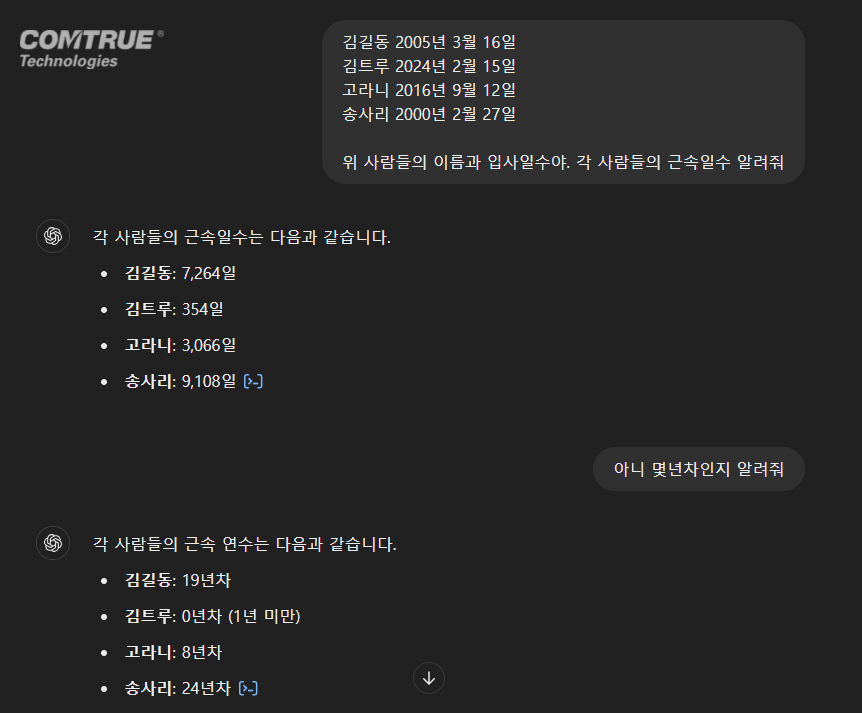 COMTRUE®
Technologies
김길동 2005년 3월 16일
김트루 2024년 2월 15일
고라니 2016년 9월 12일
송사리 2000년 2월 27일
위 사람들의 이름과 입사일수야. 각 사람들의 근속일수 알려줘
각 사람들의 근속일수는 다음과 같습니다.
• 김길동: 7,264일
• 김트루: 354일
• 고라니: 3,066일
• 송사리: 9,108일
아니 몇년차인지 알려줘
각 사람들의 근속 연수는 다음과 같습니다.
• 김길동: 19년차
• 김트루: 0년차 (1년 미만)
• 고라니: 8년차
• 송사리: 24년차